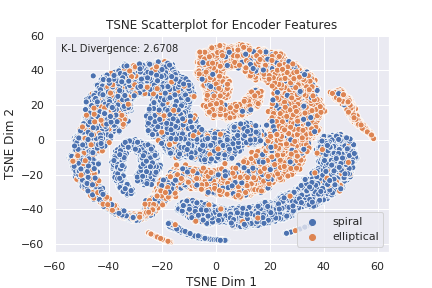 TSNE Scatterplot for Encoder Features
K-L Divergence: 2.6708
TSNE Dim 2
60
40
20
0
−20
−40
−60
spiral
elliptical
−60 −40 −20 0 20 40 60
TSNE Dim 1